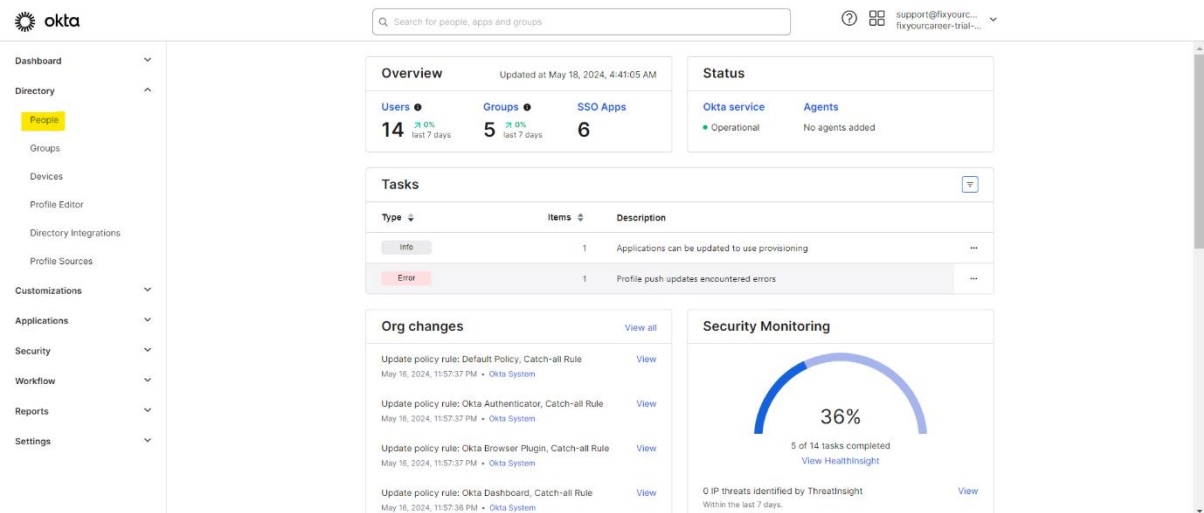 okta
Search for people, apps and groups
support@fixyourc...
fixyourcareer-trial-...
Dashboard
Directory
People
Groups
Devices
Profile Editor
Directory Integrations
Profile Sources
Customizations
Applications
Security
Workflow
Reports
Settings
Overview
Updated at May 18, 2024, 4:41:05 AM
Users
14
0%
last 7 days
Groups
5
0%
last 7 days
SSO Apps
6
Status
Okta service
Operational
Agents
No agents added
Tasks
Type Items Description
Info 1 Applications can be updated to use provisioning ...
Error 1 Profile push updates encountered errors ...
Org changes
View all
Update policy rule: Default Policy, Catch-all Rule View
May 16, 2024, 11:57:37 PM • Okta System
Update policy rule: Okta Authenticator, Catch-all Rule View
May 16, 2024, 11:57:37 PM • Okta System
Update policy rule: Okta Browser Plugin, Catch-all Rule View
May 16, 2024, 11:57:37 PM • Okta System
Update policy rule: Okta Dashboard, Catch-all Rule View
May 16, 2024, 11:57:36 PM • Okta System
Security Monitoring
36%
5 of 14 tasks completed
View HealthInsight
0 IP threats identified by ThreatInsight View
Within the last 7 days.